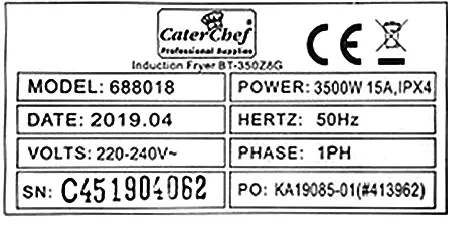 CaterChef
Professional Supplies
Induction Fryer BT-350Z8G
MODEL: 688018
POWER: 3500W 15A,IPX4
DATE: 2019.04
HERTZ: 50Hz
VOLTS: 220-240V~
PHASE: 1PH
SN: C451904062
PO: KA19085-01(#413962)
CE